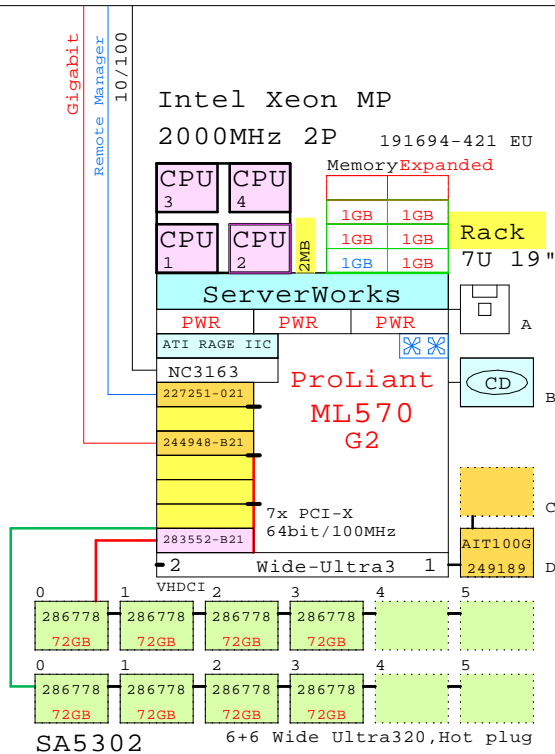 Gigabit
Remote Manager
10/100
Intel Xeon MP
2000MHz 2P
191694-421 EU
Memory Expanded
CPU
3
CPU
4
CPU
1
CPU
2
2MB
1GB 1GB
1GB 1GB
1GB 1GB
Rack
7U 19"
ServerWorks
PWR PWR PWR
A
ATI RAGE IIC
NC3163
ProLiant
ML570
G2
CD
B
227251-021
244948-B21
7x PCI-X
64bit/100MHz
283552-B21
C
AIT100G
249189
D
2 Wide-Ultra3 1
VHDCI
0 1 2 3 4 5
286778 286778 286778 286778
72GB 72GB 72GB 72GB
0 1 2 3 4 5
286778 286778 286778 286778
72GB 72GB 72GB 72GB
SA5302
6+6 Wide Ultra320,Hot plug